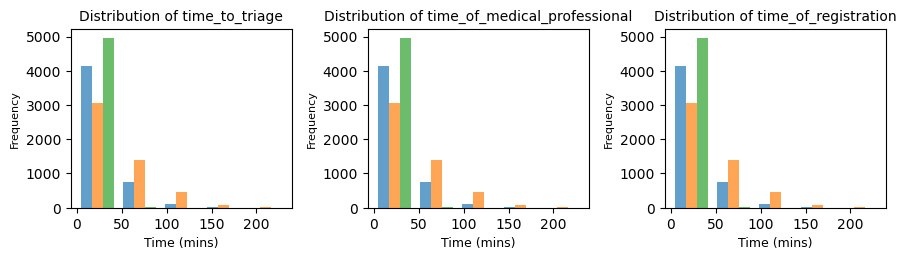 Distribution of time_to_triage
Frequency
5000
4000
3000
2000
1000
0
0 50 100 150 200
Time (mins)
Distribution of time_of_medical_professional
Frequency
5000
4000
3000
2000
1000
0
0 50 100 150 200
Time (mins)
Distribution of time_of_registration
Frequency
5000
4000
3000
2000
1000
0
0 50 100 150 200
Time (mins)